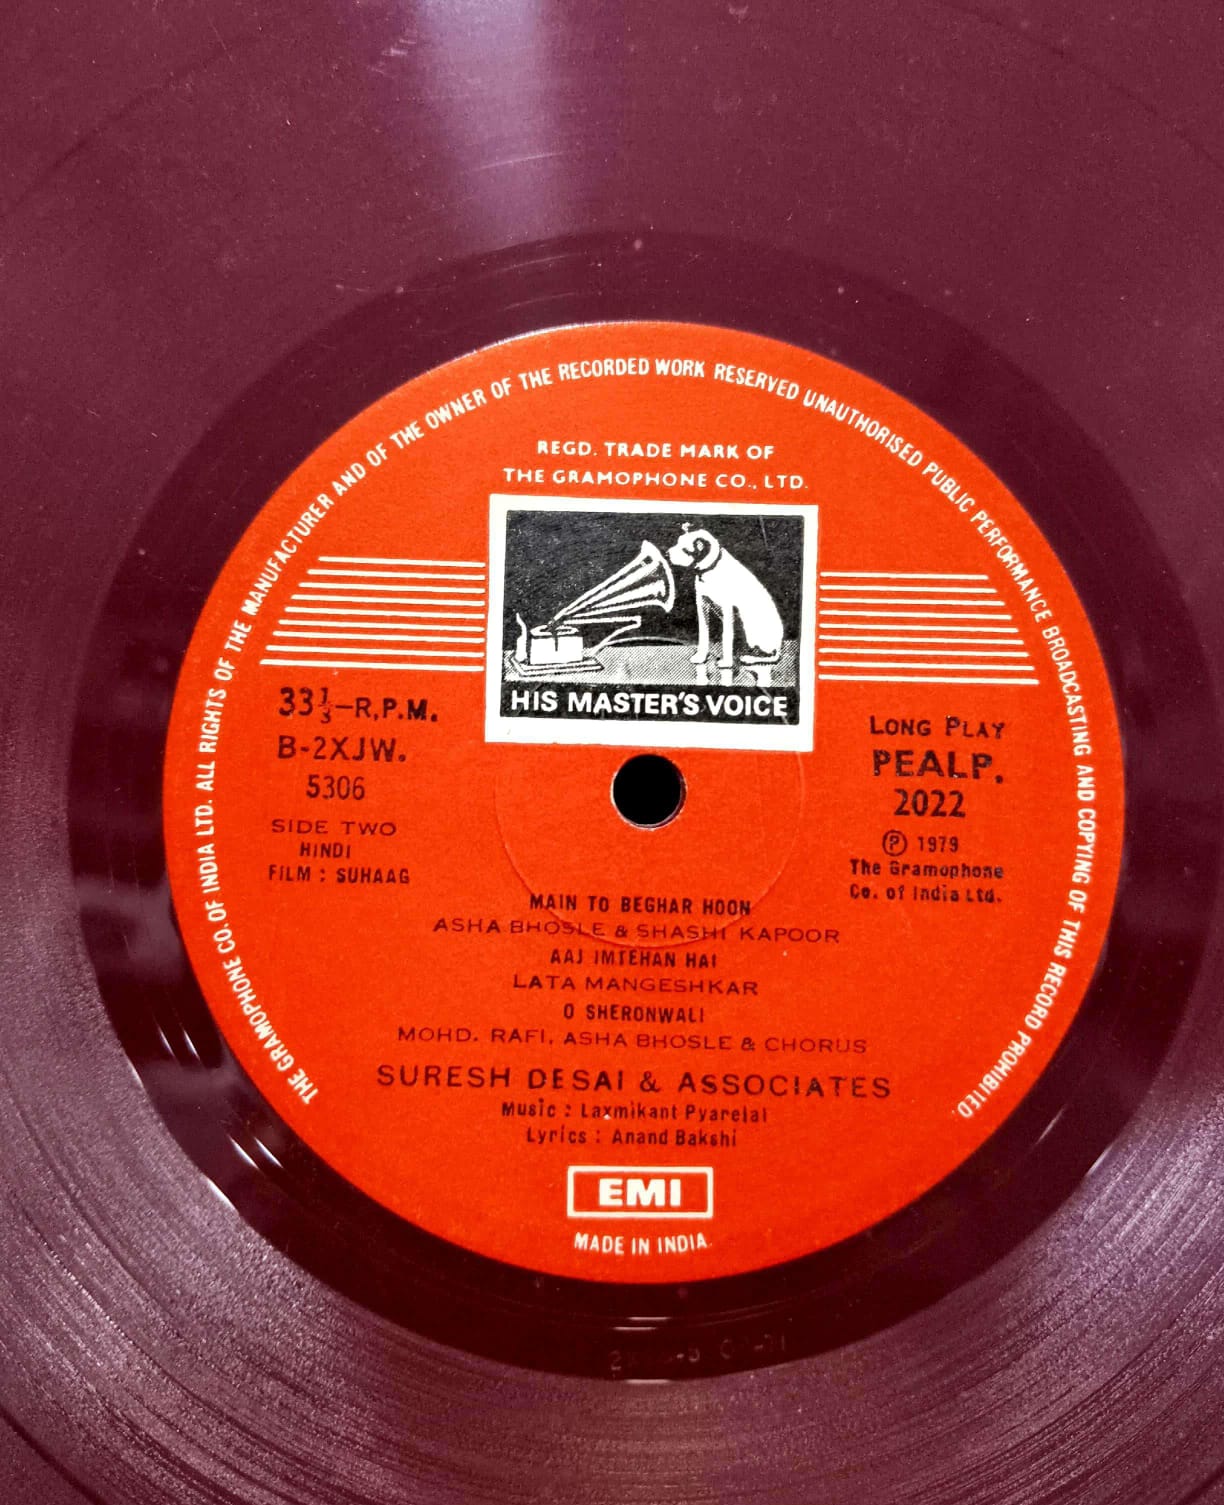 THE GRAMOPHONE CO. OF INDIA LTD. ALL RIGHTS OF THE MANUFACTURER AND OF THE OWNER OF THE RECORDED WORK RESERVED UNAUTHORISED PUBLIC PERFORMANCE BROADCASTING AND COPYING OF THIS RECORD PROHIBITED.
REGD. TRADE MARK OF
THE GRAMOPHONE CO., LTD.
HIS MASTER'S VOICE
33⅓-R.P.M.
B-2XJW.
5306
SIDE TWO
HINDI
FILM : SUHAAG
LONG PLAY
PEALP.
2022
Ⓟ 1979
The Gramophone
Co. of India Ltd.
MAIN TO BEGHAR HOON
ASHA BHOSLE & SHASHI KAPOOR
AAJ IMTEHAN HAI
LATA MANGESHKAR
O SHERONWALI
MOHD. RAFI, ASHA BHOSLE & CHORUS
SURESH DESAI & ASSOCIATES
Music : Laxmikant Pyarelal
Lyrics : Anand Bakshi
EMI
MADE IN INDIA.